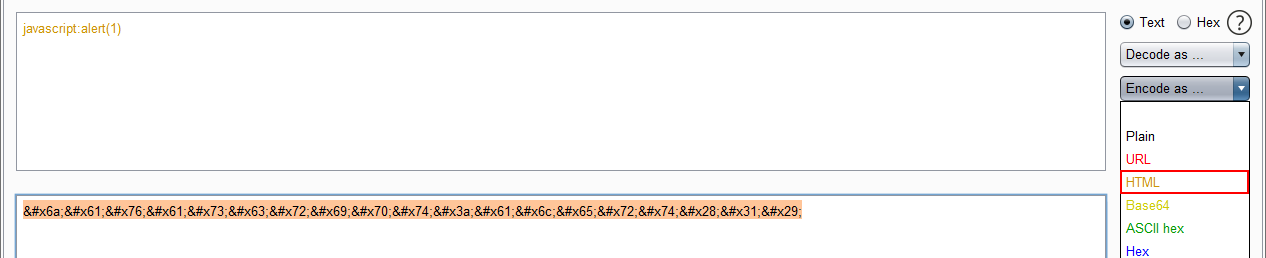 javascript:alert(1)
Text Hex ?
Decode as ...
Encode as ...
Plain
URL
HTML
Base64
ASCII hex
Hex
&#x6a;&#x61;&#x76;&#x61;&#x73;&#x63;&#x72;&#x69;&#x70;&#x74;&#x3a;&#x61;&#x6c;&#x65;&#x72;&#x74;&#x28;&#x31;&#x29;